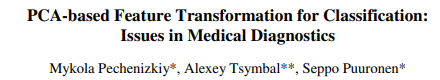 PCA-based Feature Transformation for Classification:
Issues in Medical Diagnostics
Mykola Pechenizkiy*, Alexey Tsymbal**, Seppo Puuronen*